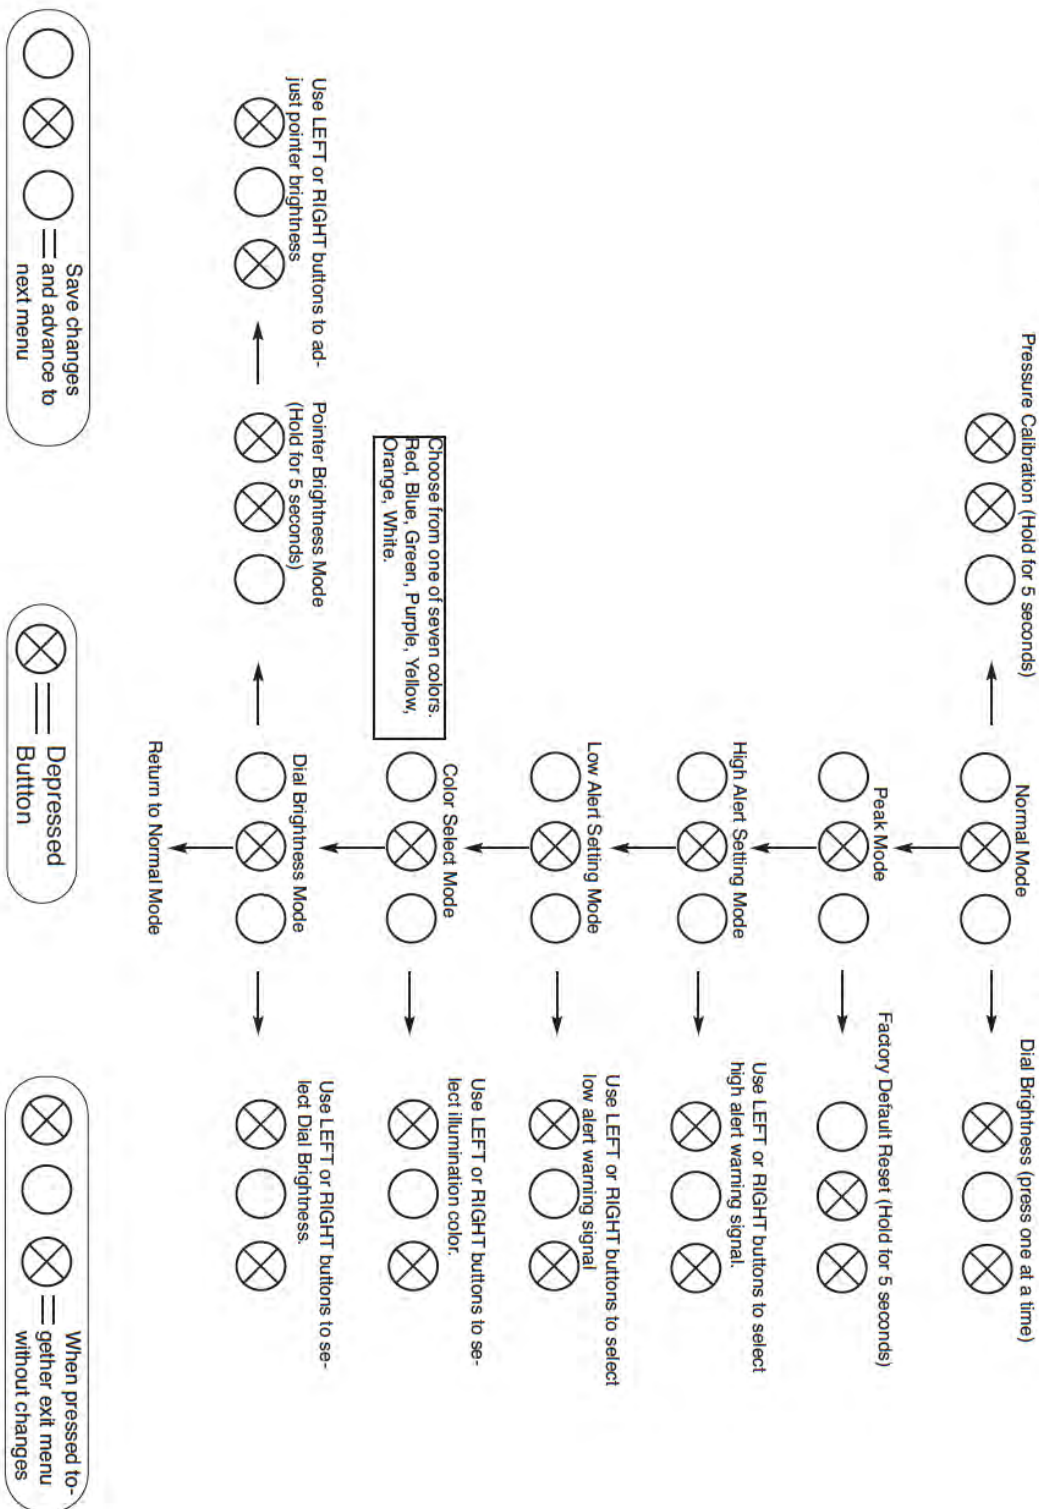 Pressure Calibration (Hold for 5 seconds)
Normal Mode
Dial Brightness (press one at a time)
Peak Mode
Factory Default Reset (Hold for 5 seconds)
High Alert Setting Mode
Use LEFT or RIGHT buttons to select
high alert warning signal.
Low Alert Setting Mode
Use LEFT or RIGHT buttons to select
low alert warning signal
Choose from one of seven colors.
Red, Blue, Green, Purple, Yellow,
Orange, White.
Color Select Mode
Use LEFT or RIGHT buttons to se-
lect illumination color.
Use LEFT or RIGHT buttons to ad-
just pointer brightness
Pointer Brightness Mode
(Hold for 5 seconds)
Dial Brightness Mode
Use LEFT or RIGHT buttons to se-
lect Dial Brightness.
Return to Normal Mode
Save changes
and advance to
next menu
Depressed
Buttton
When pressed to-
gether exit menu
without changes